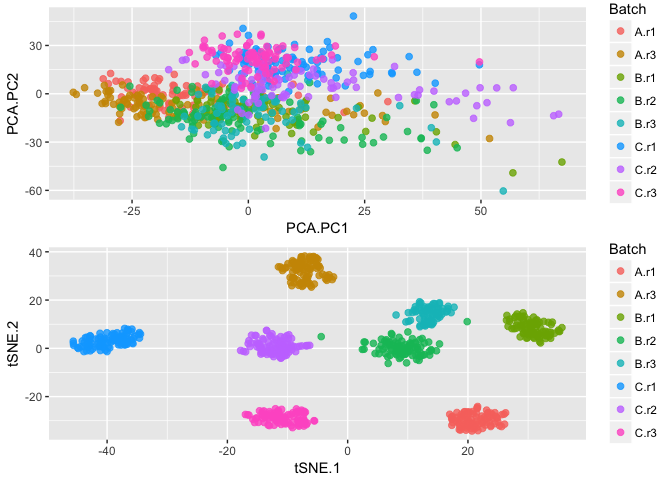 Batch
A.r1
A.r3
B.r1
B.r2
B.r3
C.r1
C.r2
C.r3
30
0
-30
-60
PCA.PC2
-25 0 25 50
PCA.PC1
Batch
A.r1
A.r3
B.r1
B.r2
B.r3
C.r1
C.r2
C.r3
40
20
0
-20
tSNE.2
-40 -20 0 20
tSNE.1